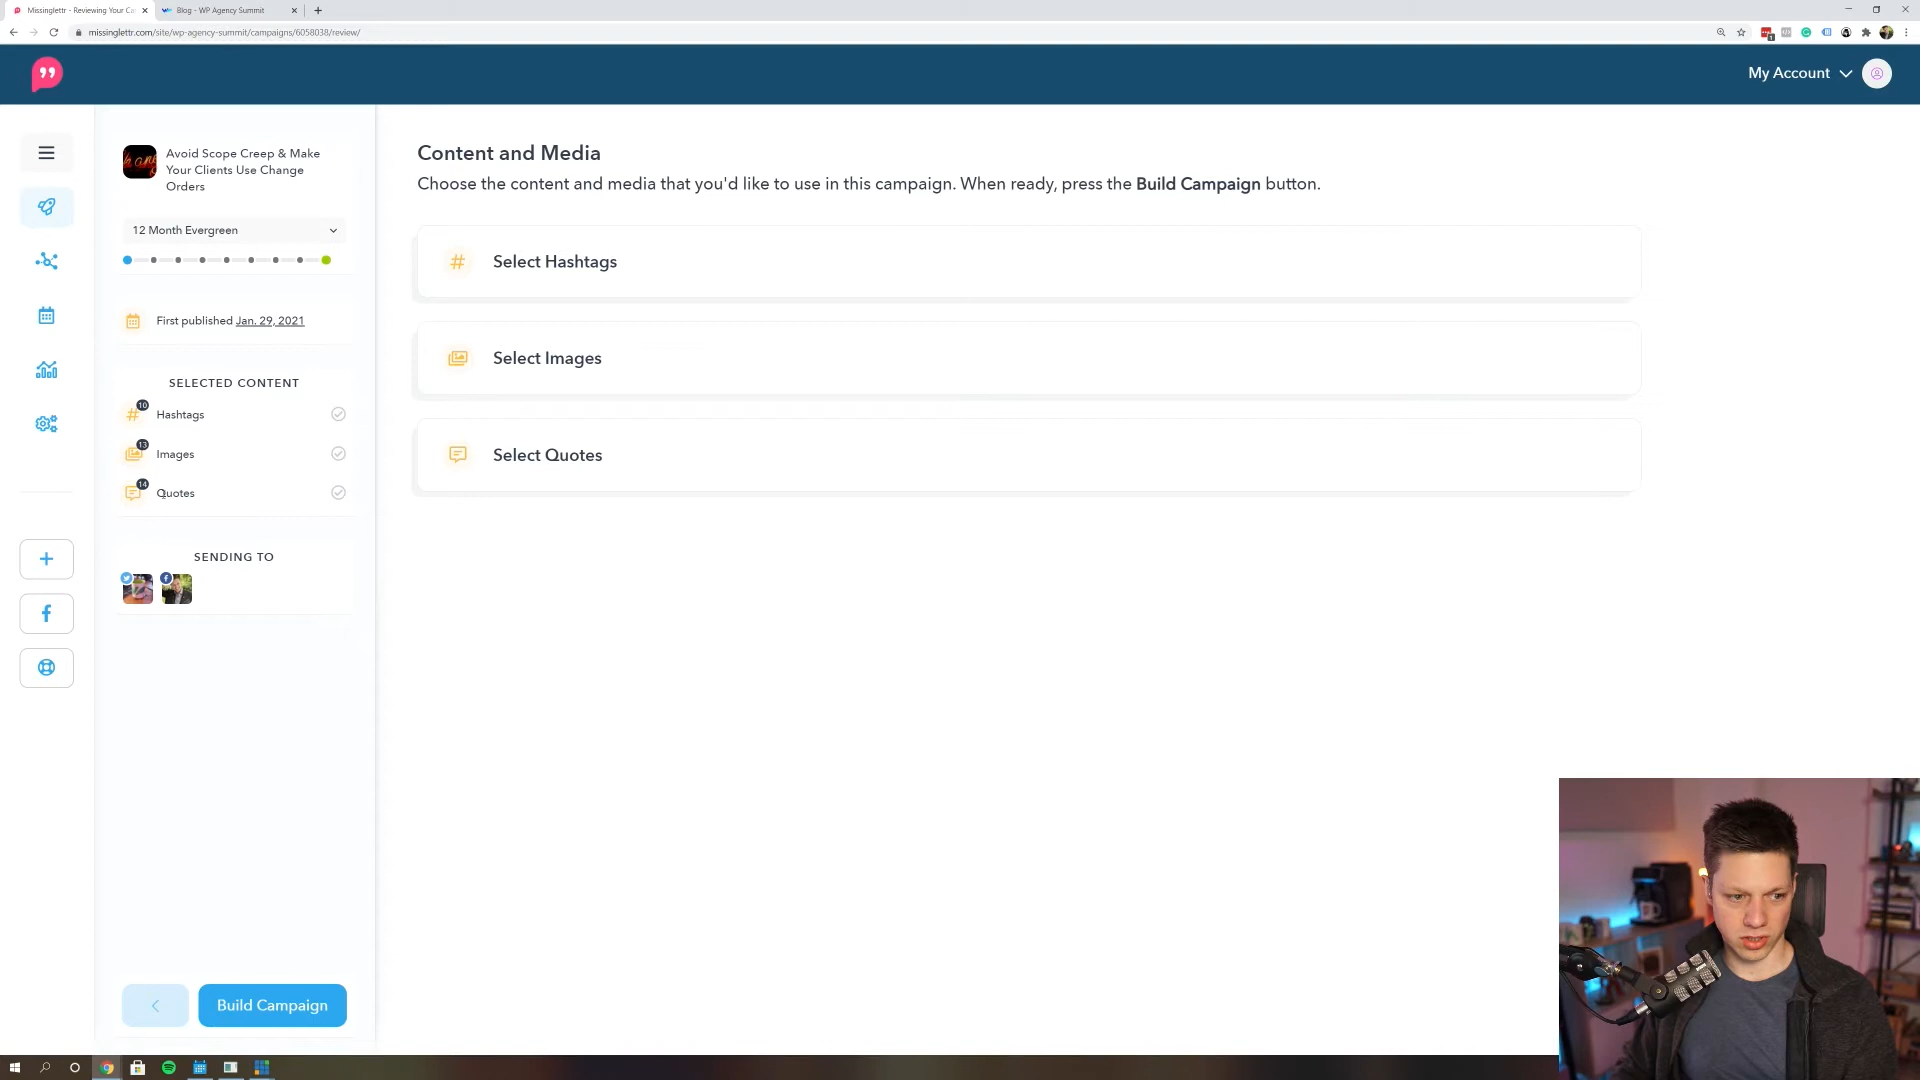 Missinglettr - Reviewing Your Ca
Blog - WP Agency Summit
missinglettr.com/site/wp-agency-summit/campaigns/6058038/review/
My Account
Avoid Scope Creep & Make
Your Clients Use Change
Orders
12 Month Evergreen
First published Jan. 29, 2021
SELECTED CONTENT
10
Hashtags
13
Images
14
Quotes
SENDING TO
Build Campaign
Content and Media
Choose the content and media that you'd like to use in this campaign. When ready, press the Build Campaign button.
# Select Hashtags
Select Images
Select Quotes